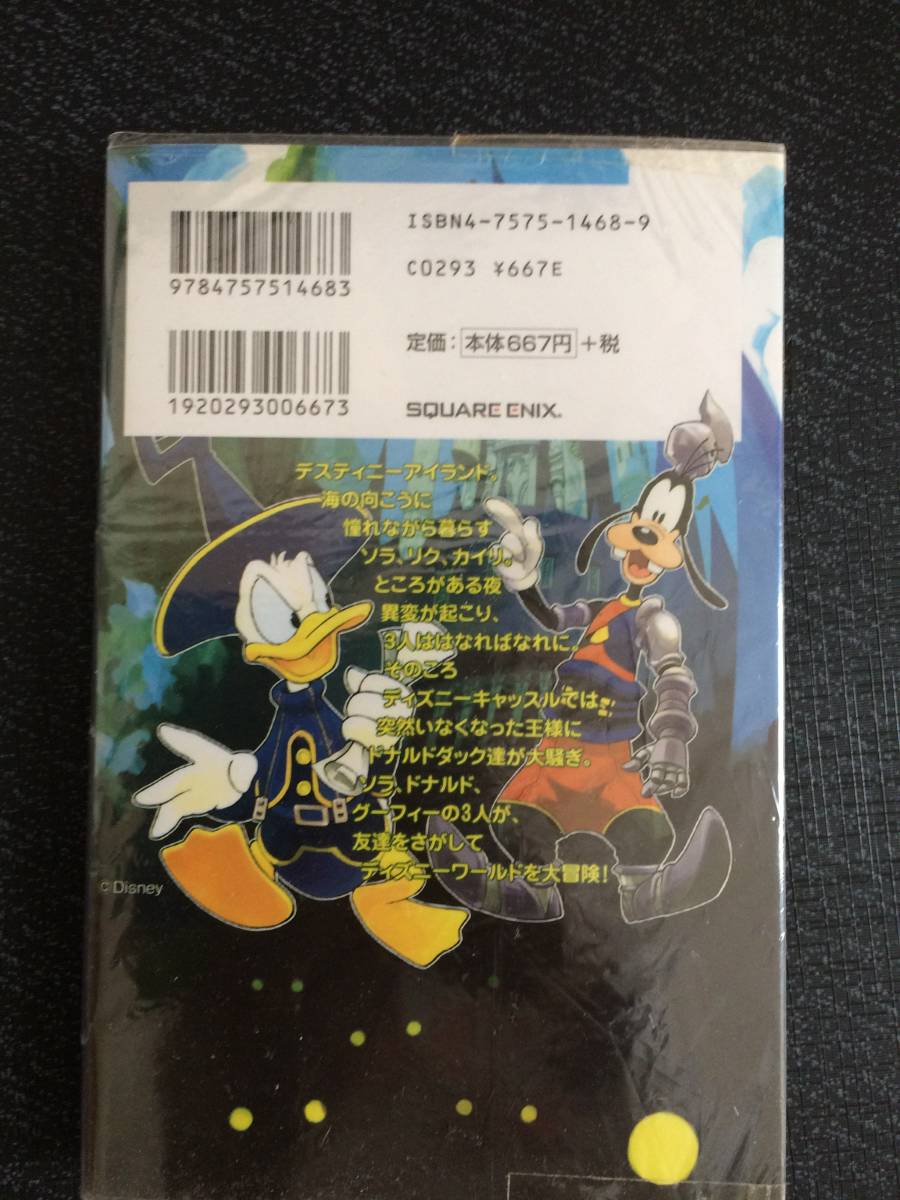 ISBN4-7575-1468-9
9784757514683
C0293 ¥667E
定価：本体667円＋税
1920293006673
SQUARE ENIX.
デスティニーアイランド。
海の向こうに
憧れながら暮らす
ソラ、リク、カイリ。
ところがある夜
異変が起こり、
3人ははなればなれに。
そのころ
ディズニーキャッスルでは
突然いなくなった王様に
ドナルドダック達が大騒ぎ。
ソラ、ドナルド、
グーフィーの3人が、
友達をさがして
ディズニーワールドを大冒険！
©Disney